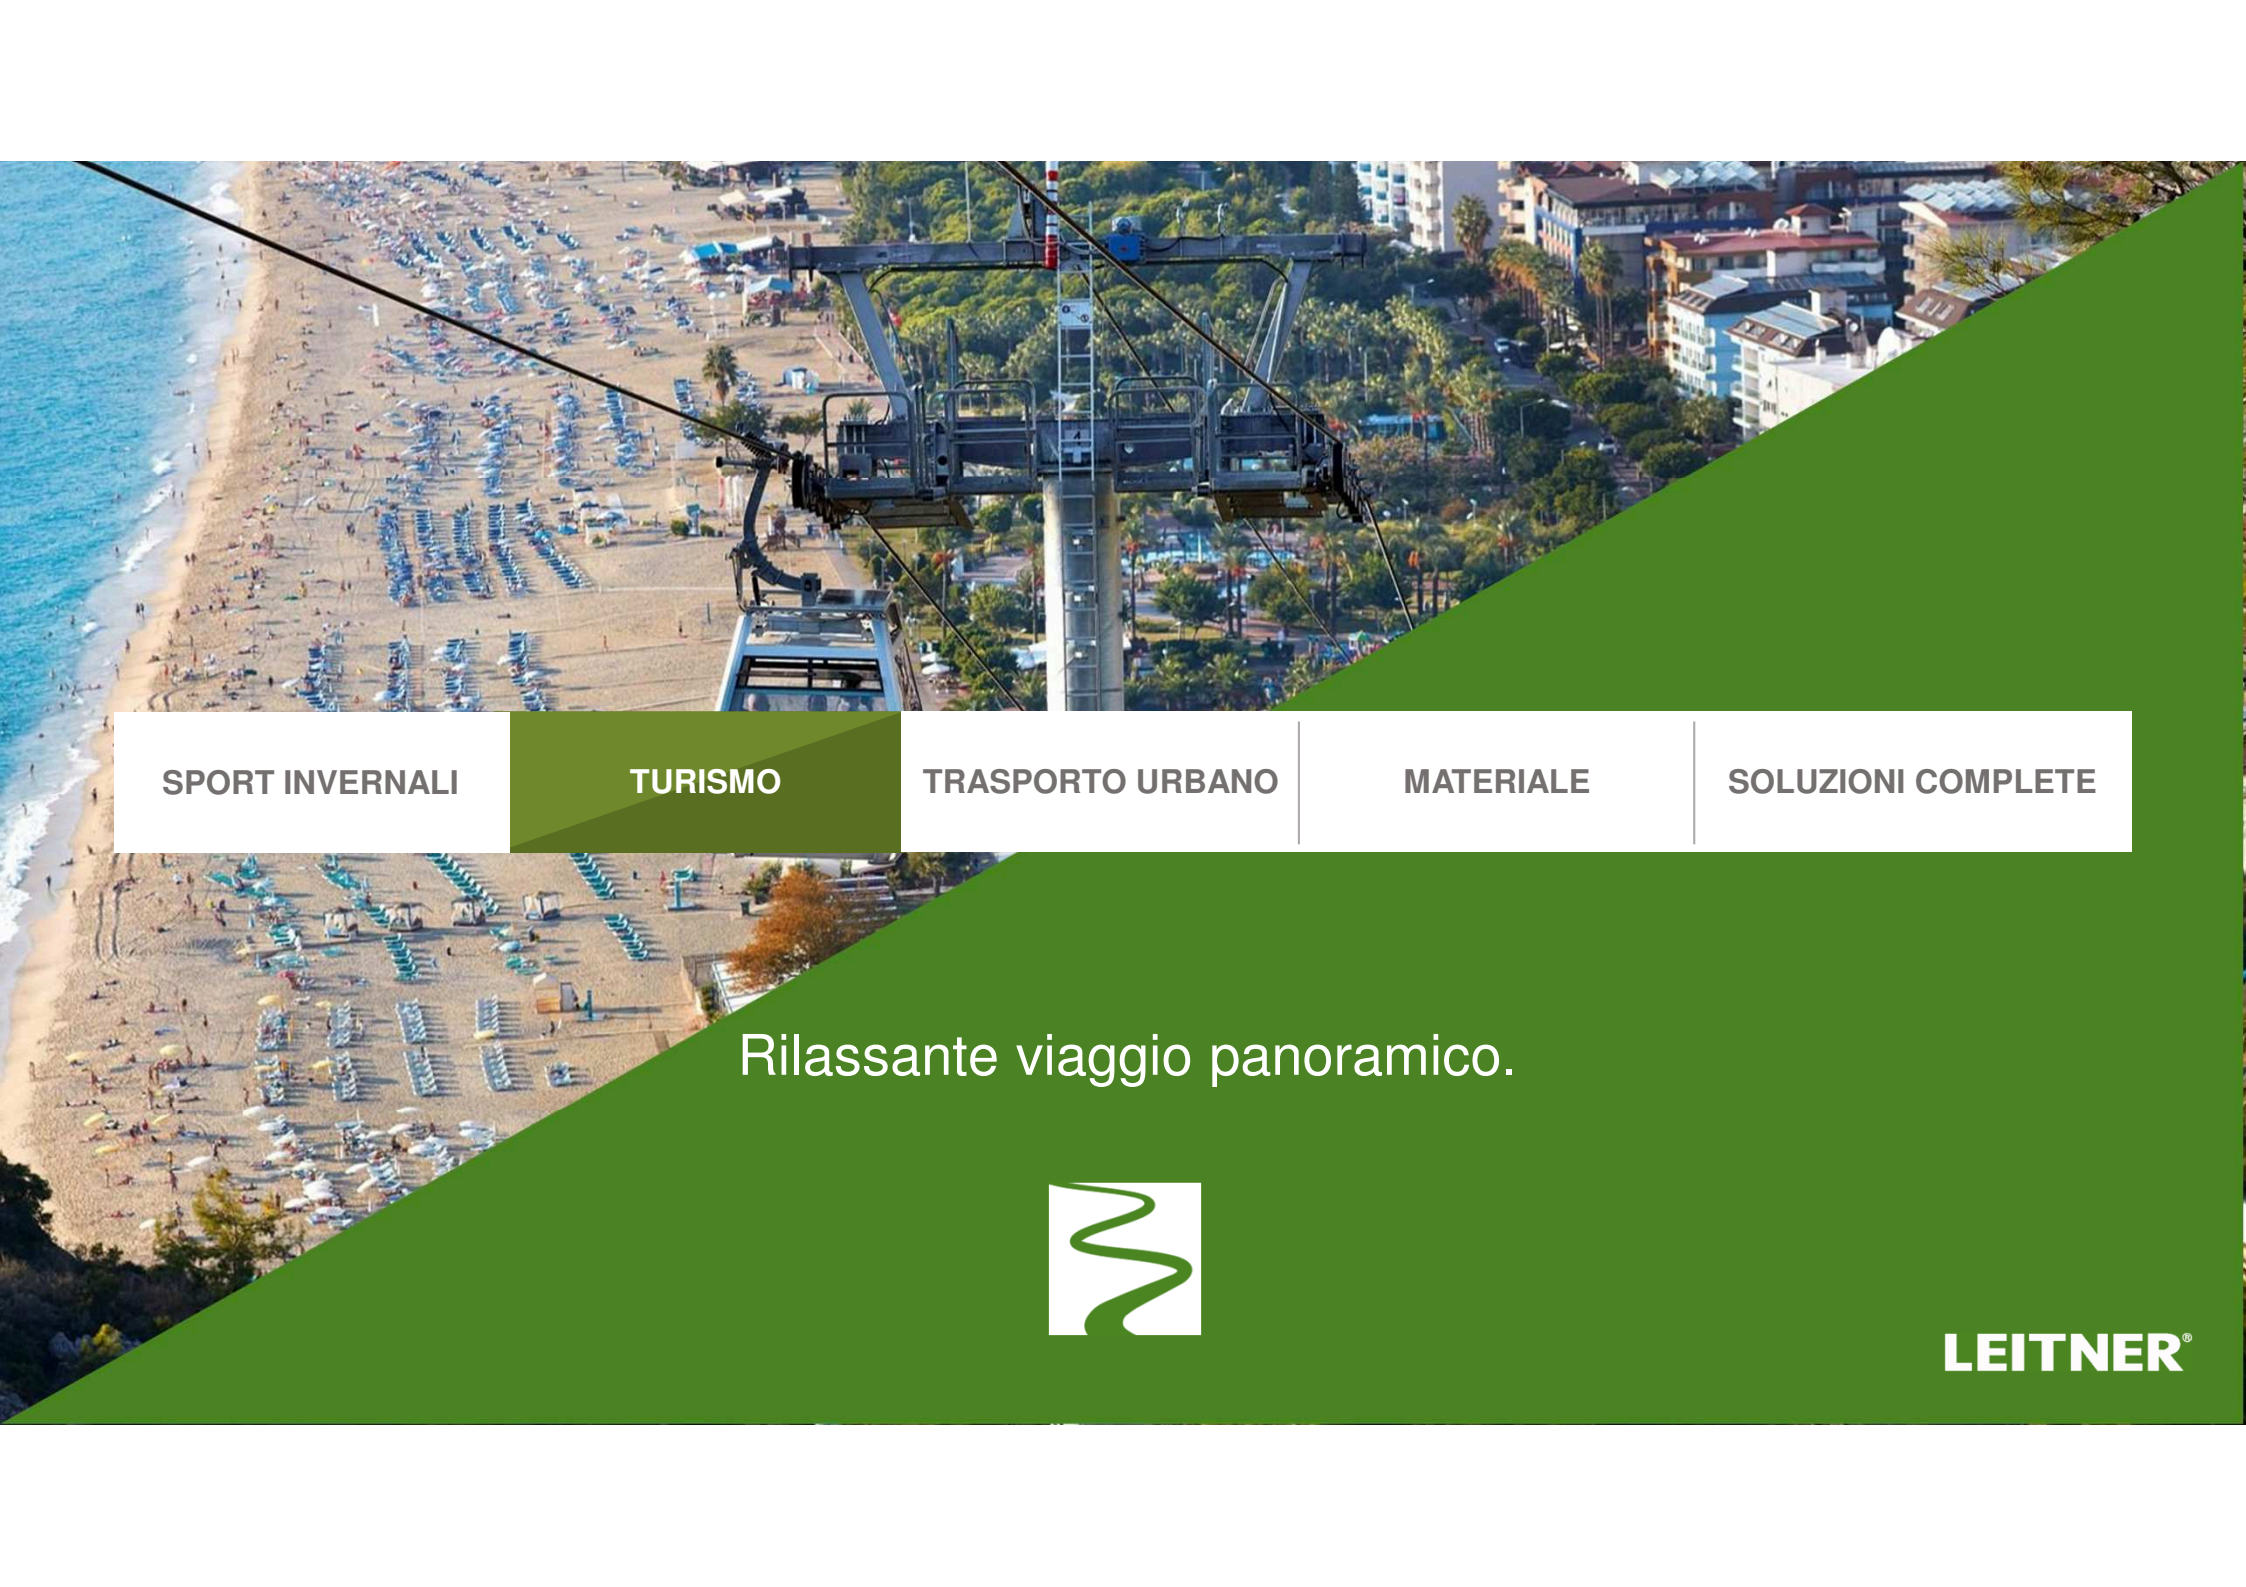 SPORT INVERNALI
TURISMO
TRASPORTO URBANO
MATERIALE
SOLUZIONI COMPLETE
Rilassante viaggio panoramico.
LEITNER®